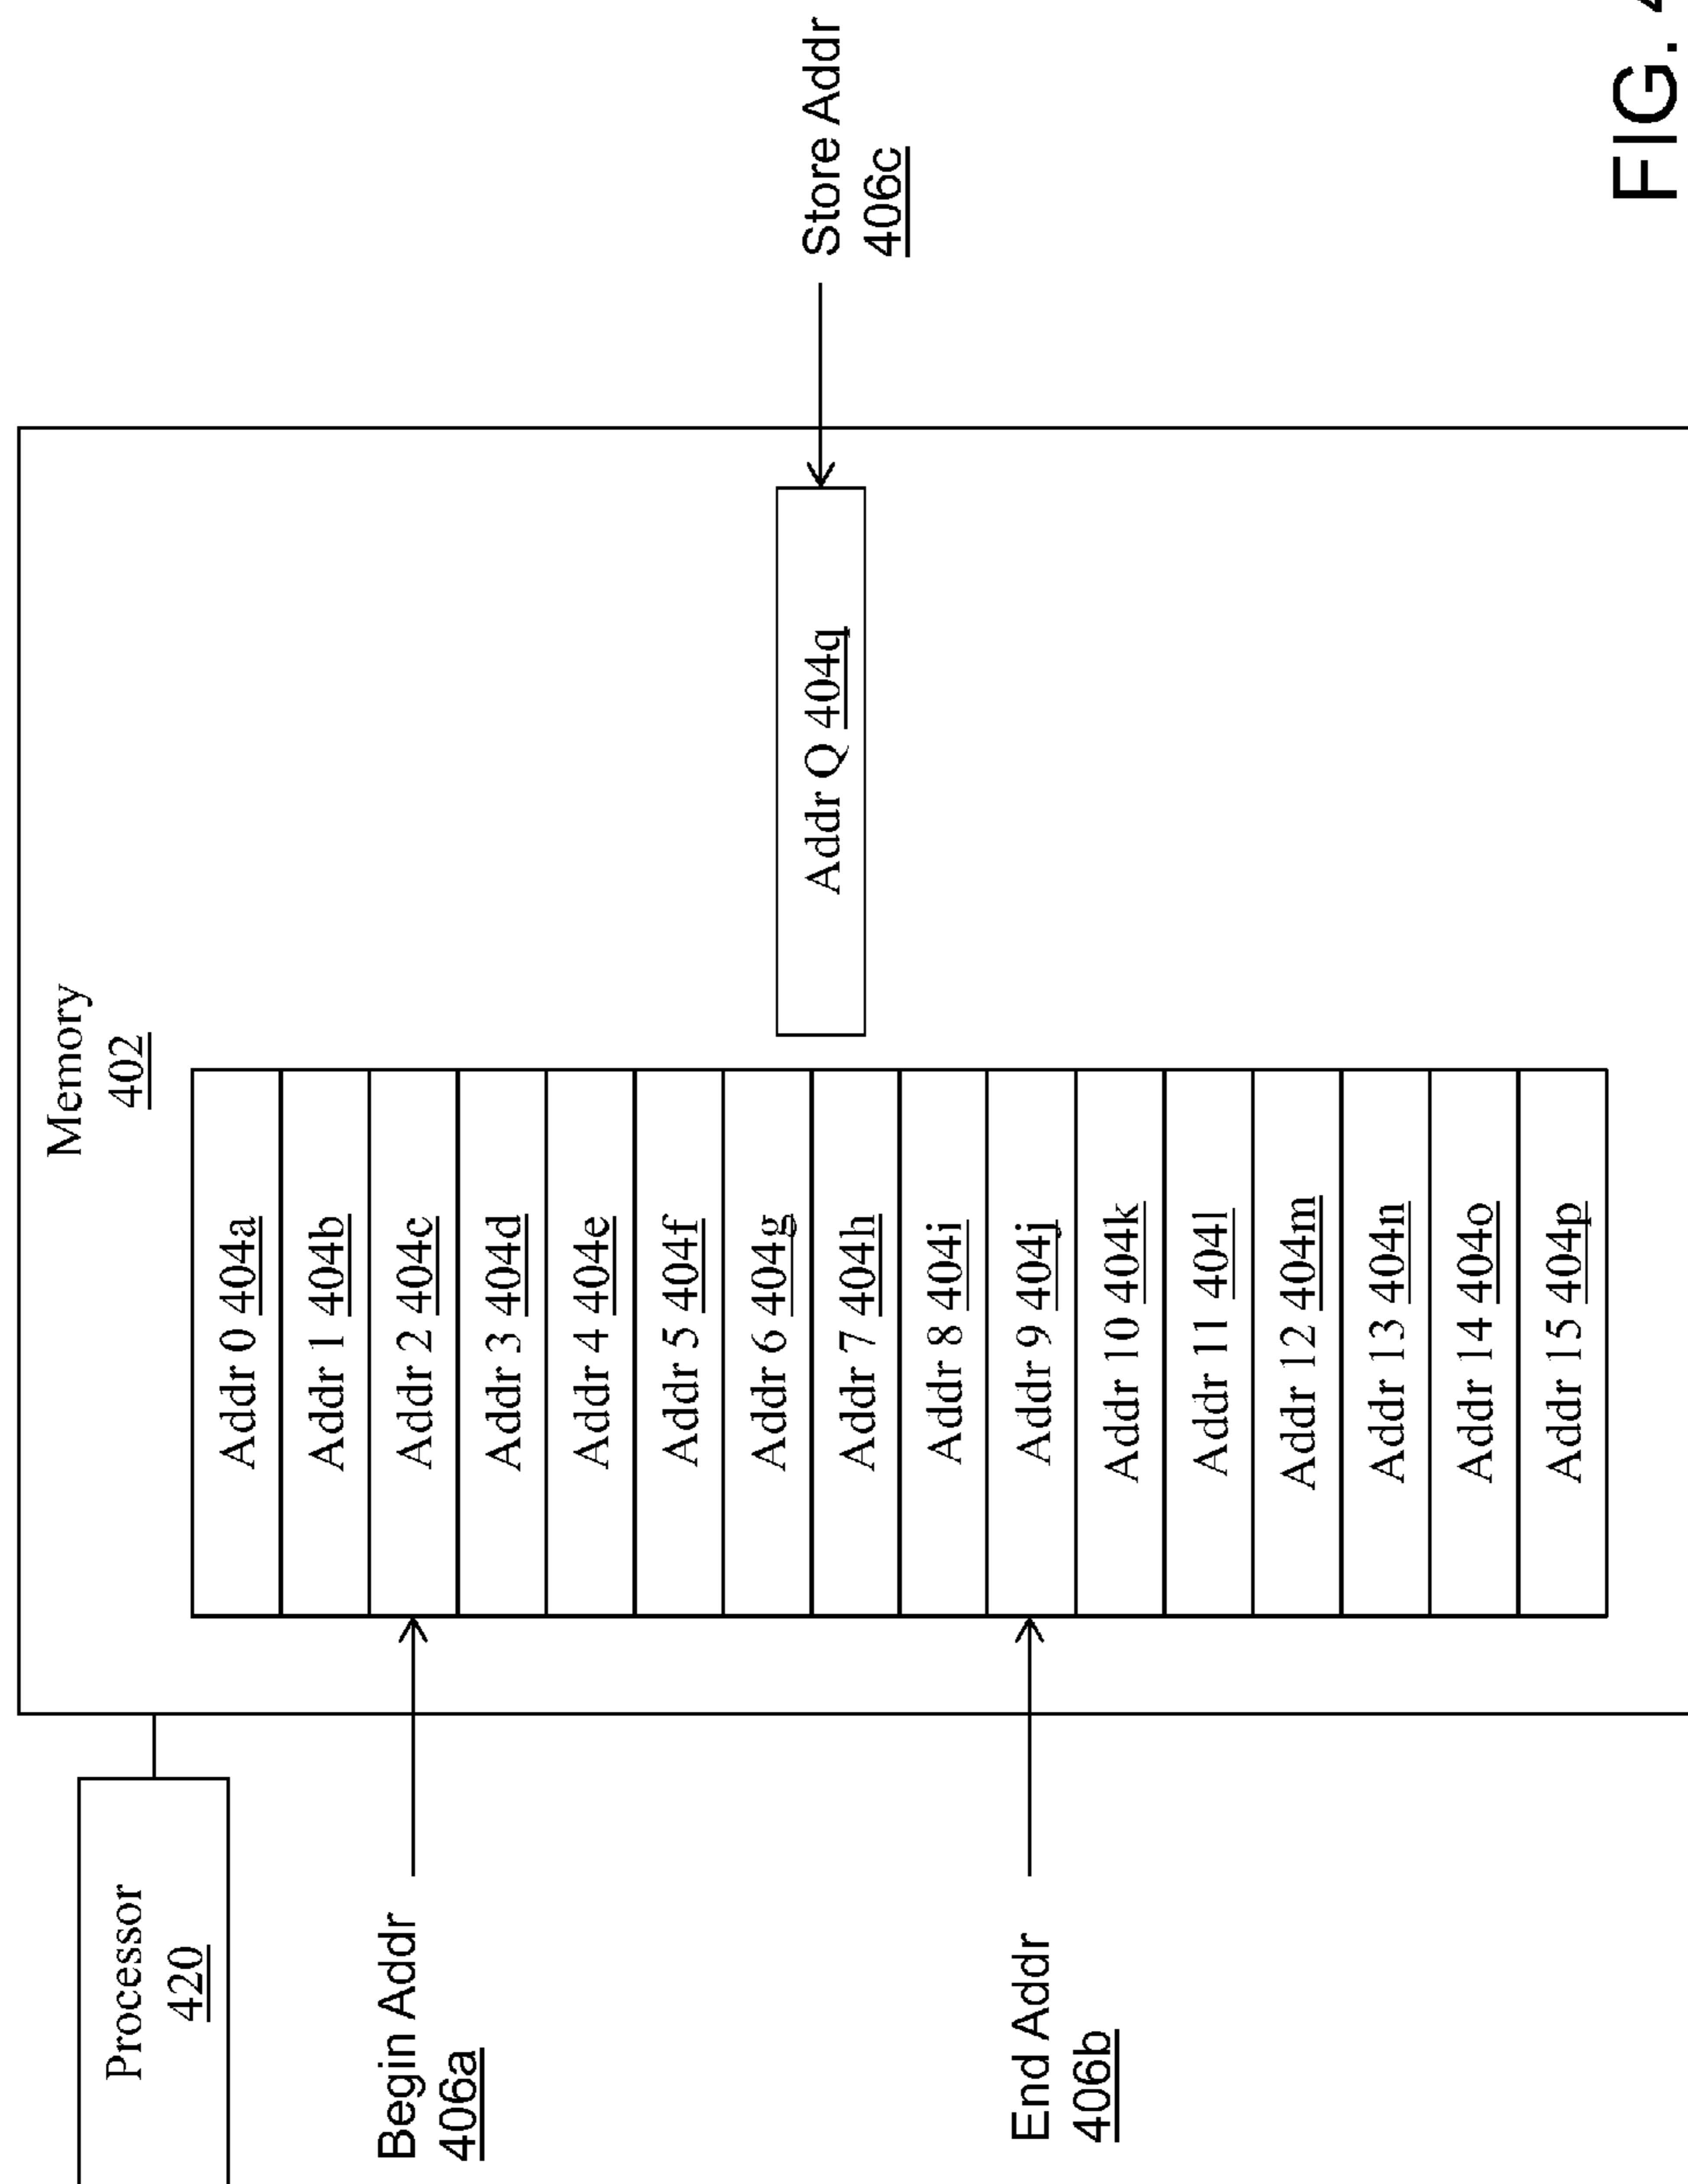 Memory
402
Processor
420
Addr 0 404a
Addr 1 404b
Addr 2 404c
Addr 3 404d
Addr 4 404e
Addr 5 404f
Addr 6 404g
Addr 7 404h
Addr 8 404i
Addr 9 404j
Addr 10 404k
Addr 11 404l
Addr 12 404m
Addr 13 404n
Addr 14 404o
Addr 15 404p
Begin Addr
406a
End Addr
406b
Addr Q 404q
Store Addr
406c
FIG.